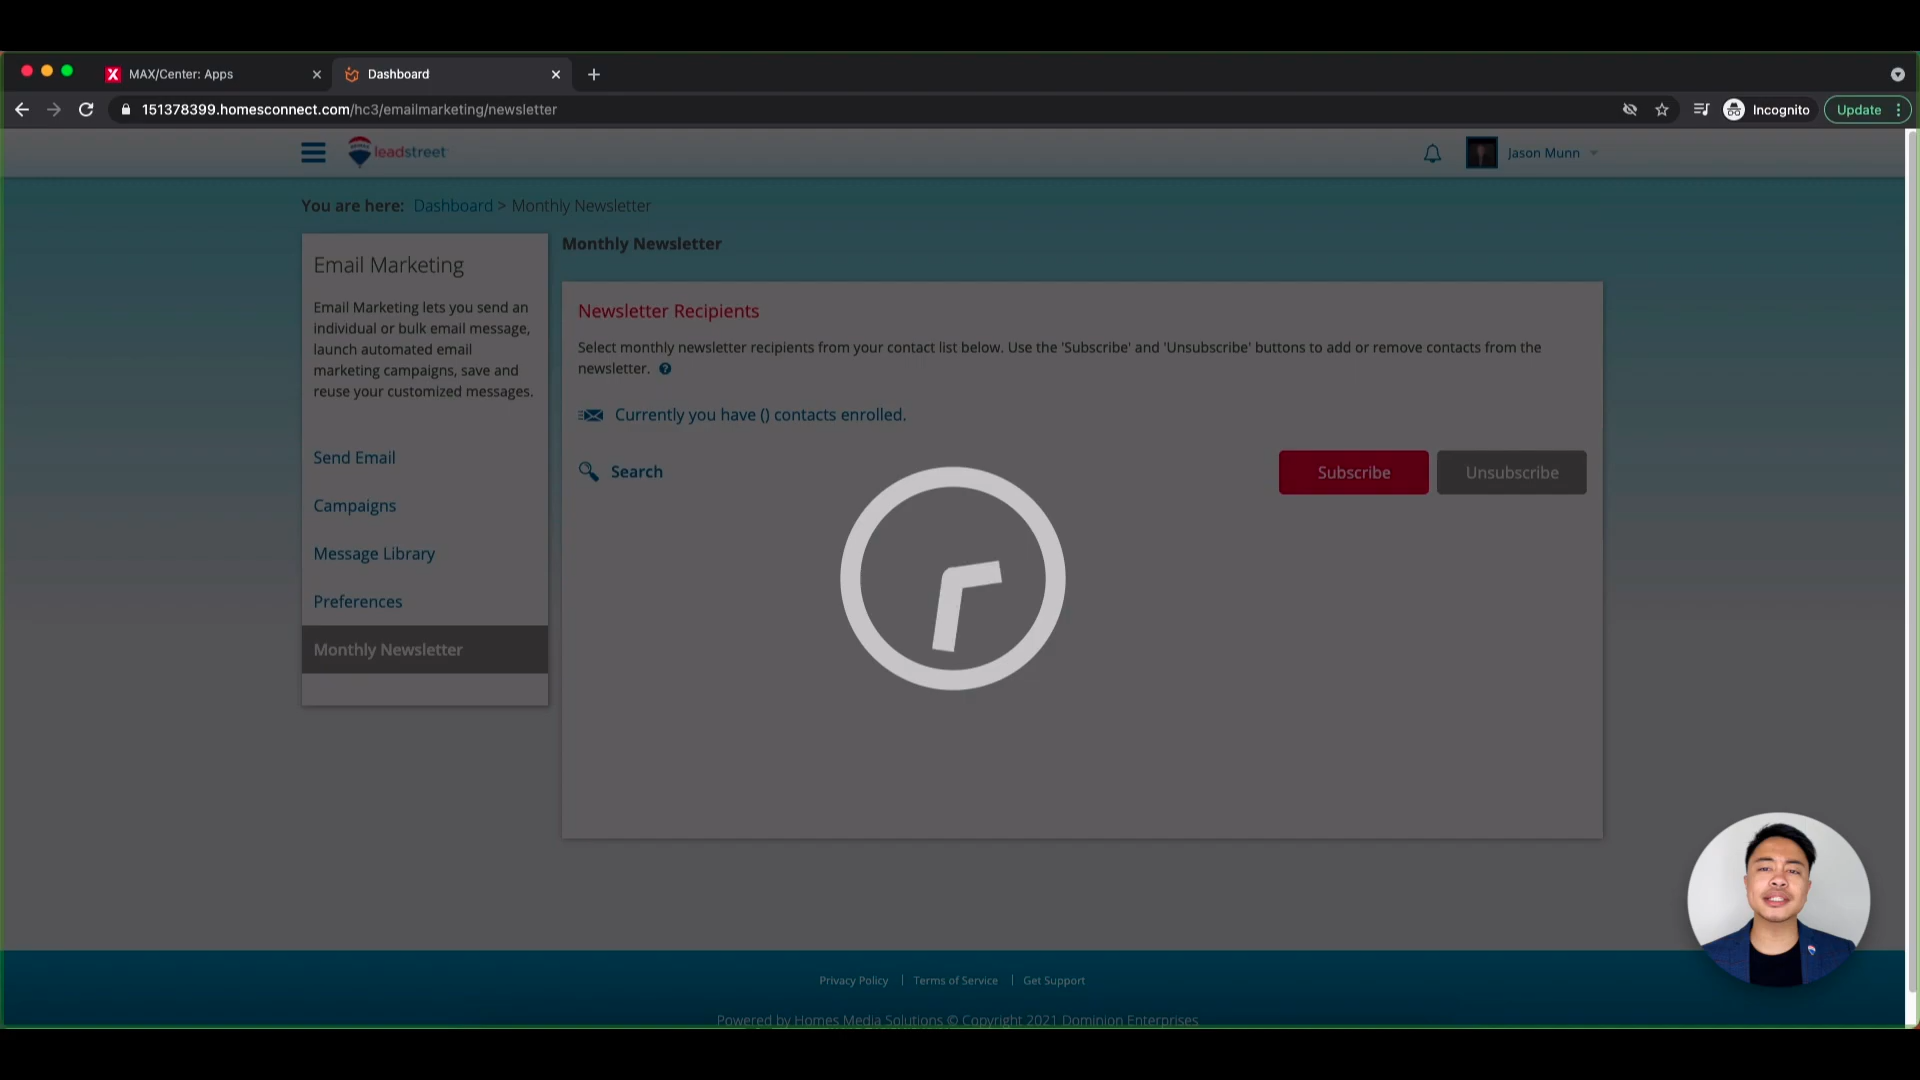 MAX/Center: Apps
Dashboard
151378399.homesconnect.com/hc3/emailmarketing/newsletter
Incognito
Update
leadstreet
Jason Munn
You are here: Dashboard > Monthly Newsletter
Email Marketing
Email Marketing lets you send an
individual or bulk email message,
launch automated email
marketing campaigns, save and
reuse your customized messages.
Send Email
Campaigns
Message Library
Preferences
Monthly Newsletter
Monthly Newsletter
Newsletter Recipients
Select monthly newsletter recipients from your contact list below. Use the 'Subscribe' and 'Unsubscribe' buttons to add or remove contacts from the
newsletter.
Currently you have () contacts enrolled.
Search
Subscribe
Unsubscribe
Privacy Policy
Terms of Service
Get Support
Powered by Homes Media Solutions © Copyright 2021 Dominion Enterprises